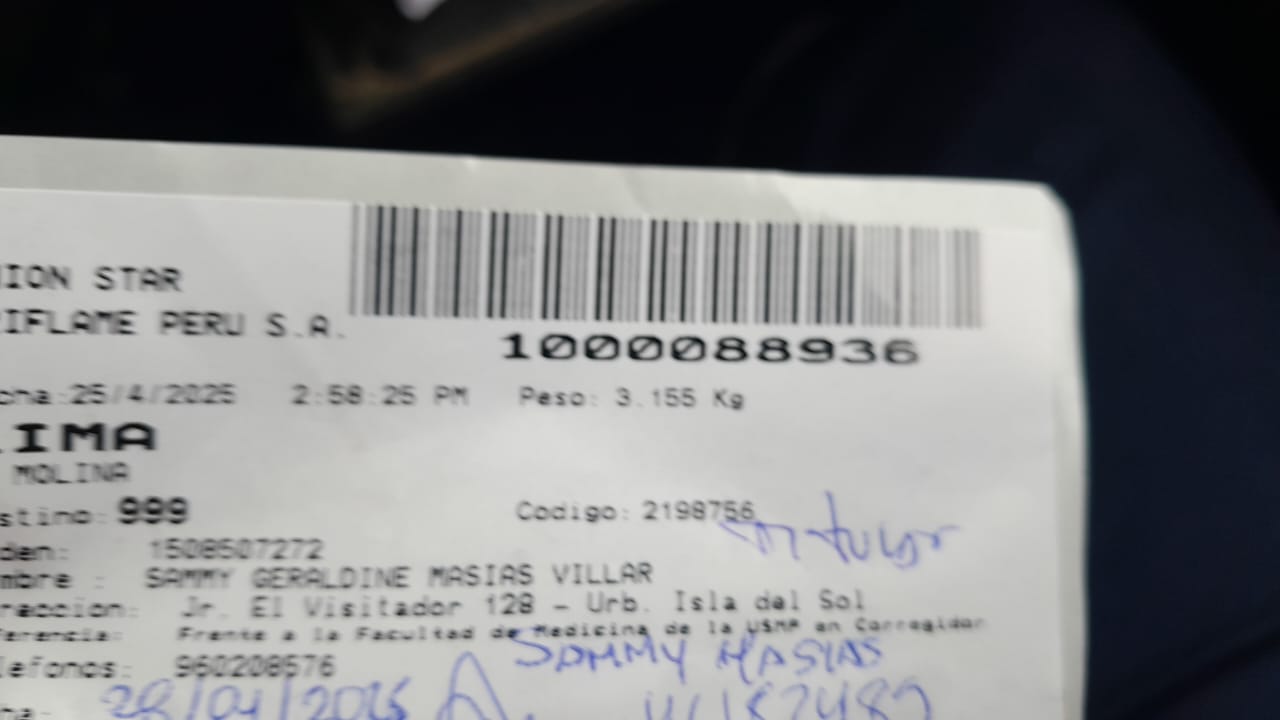 ION STAR
IFLAME PERU S.A.
1000088936
cha:25/4/2025 2:58:25 PM Peso: 3.155 Kg
IMA
MOLINA
stino: 999 Codigo: 2198756
den: 1508507272
Titular
mbre : SAMMY GERALDINE MASIAS VILLAR
reccion: Jr. El Visitador 128 - Urb. Isla del Sol
ferencia: Frente a la Facultad de Medicina de la USMP en Corregidor
SAMMY MASIAS
lefonos: 960208576
ha: